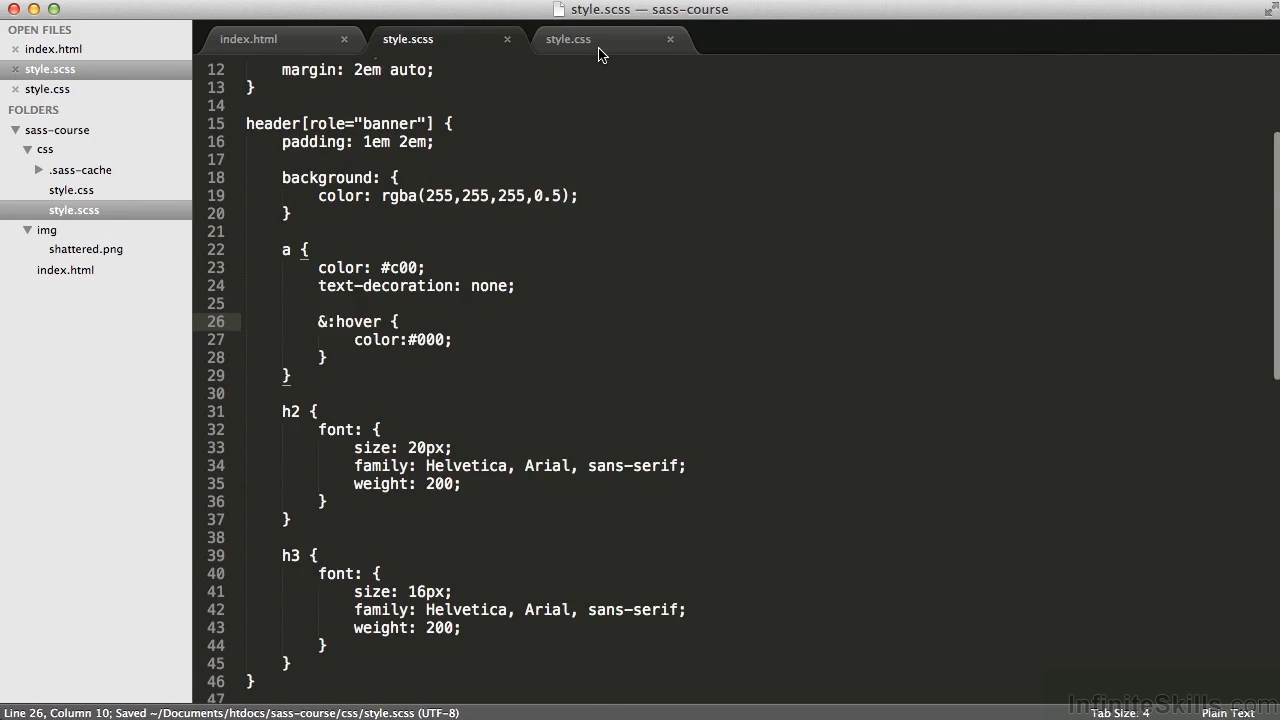 style.scss — sass-course
OPEN FILES
index.html
style.scss
style.css
FOLDERS
sass-course
css
.sass-cache
style.css
style.scss
img
shattered.png
index.html
index.html × style.scss × style.css ×
12 margin: 2em auto;
13 }
14
15 header[role="banner"] {
16 padding: 1em 2em;
17
18 background: {
19 color: rgba(255,255,255,0.5);
20 }
21
22 a {
23 color: #c00;
24 text-decoration: none;
25
26 &:hover {
27 color:#000;
28 }
29 }
30
31 h2 {
32 font: {
33 size: 20px;
34 family: Helvetica, Arial, sans-serif;
35 weight: 200;
36 }
37 }
38
39 h3 {
40 font: {
41 size: 16px;
42 family: Helvetica, Arial, sans-serif;
43 weight: 200;
44 }
45 }
46 }
47
InfiniteSkills.com
Line 26, Column 10; Saved ~/Documents/htdocs/sass-course/css/style.scss (UTF-8) Tab Size: 4 Plain Text